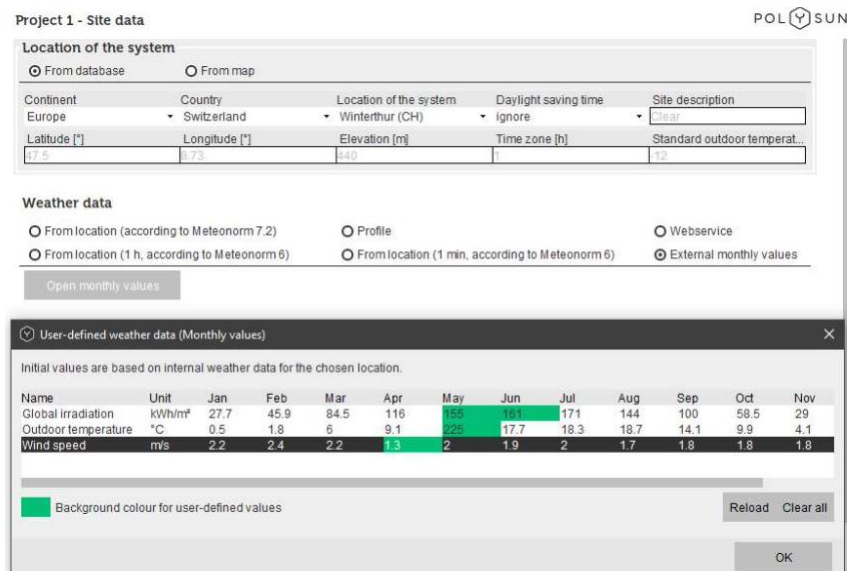 Project 1 - Site data
POLYSUN
Location of the system
From database From map
Continent Country Location of the system Daylight saving time Site description
Europe Switzerland Winterthur (CH) ignore Clear
Latitude [°] Longitude [°] Elevation [m] Time zone [h] Standard outdoor temperat...
47.5 8.73 440 1 -12
Weather data
From location (according to Meteonorm 7.2) Profile Webservice
From location (1 h, according to Meteonorm 6) From location (1 min, according to Meteonorm 6) External monthly values
Open monthly values
User-defined weather data (Monthly values)
Initial values are based on internal weather data for the chosen location.
Name Unit Jan Feb Mar Apr May Jun Jul Aug Sep Oct Nov
Global irradiation kWh/m² 27.7 45.9 84.5 116 155 161 171 144 100 58.5 29
Outdoor temperature °C 0.5 1.8 6 9.1 225 17.7 18.3 18.7 14.1 9.9 4.1
Wind speed m/s 2.2 2.4 2.2 1.3 2 1.9 2 1.7 1.8 1.8 1.8
Background colour for user-defined values
Reload Clear all
OK